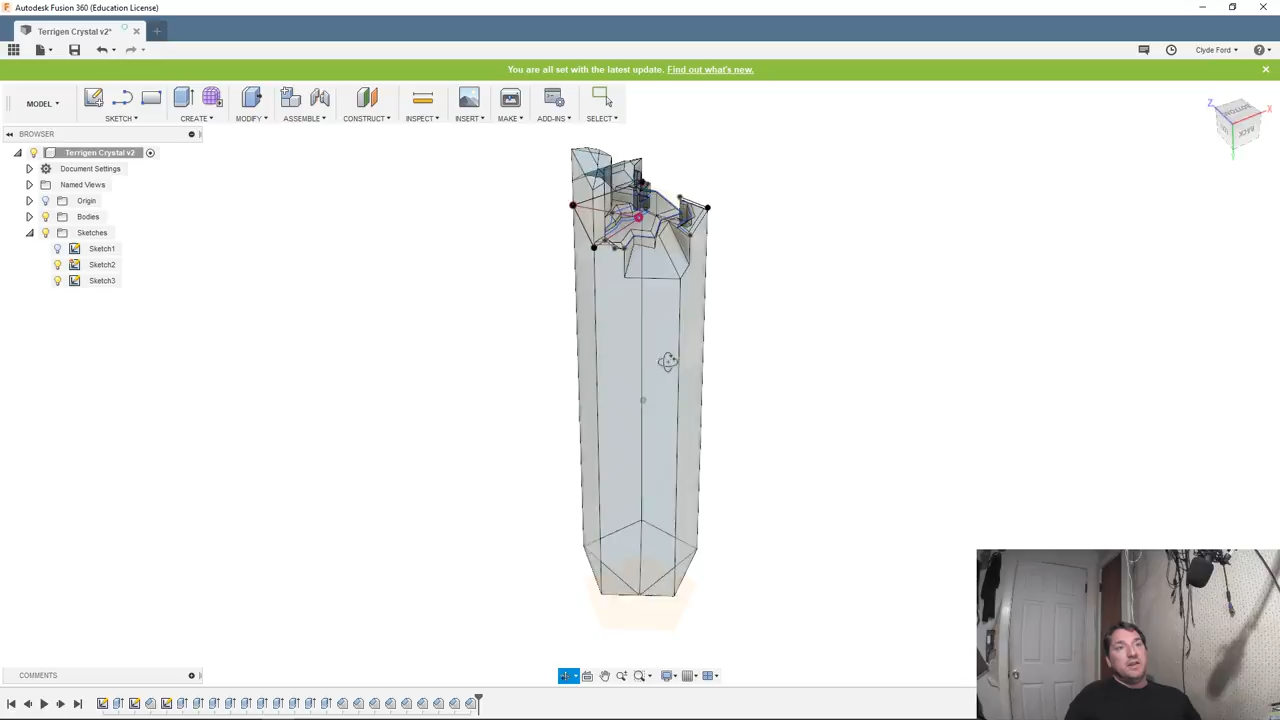 Autodesk Fusion 360 (Education License)
Terrigen Crystal v2*
Clyde Ford
You are all set with the latest update. Find out what's new.
MODEL
SKETCH
CREATE
MODIFY
ASSEMBLE
CONSTRUCT
INSPECT
INSERT
MAKE
ADD-INS
SELECT
Z
X
BOTTOM
BACK
BROWSER
Terrigen Crystal v2
Document Settings
Named Views
Origin
Bodies
Sketches
Sketch1
Sketch2
Sketch3
COMMENTS